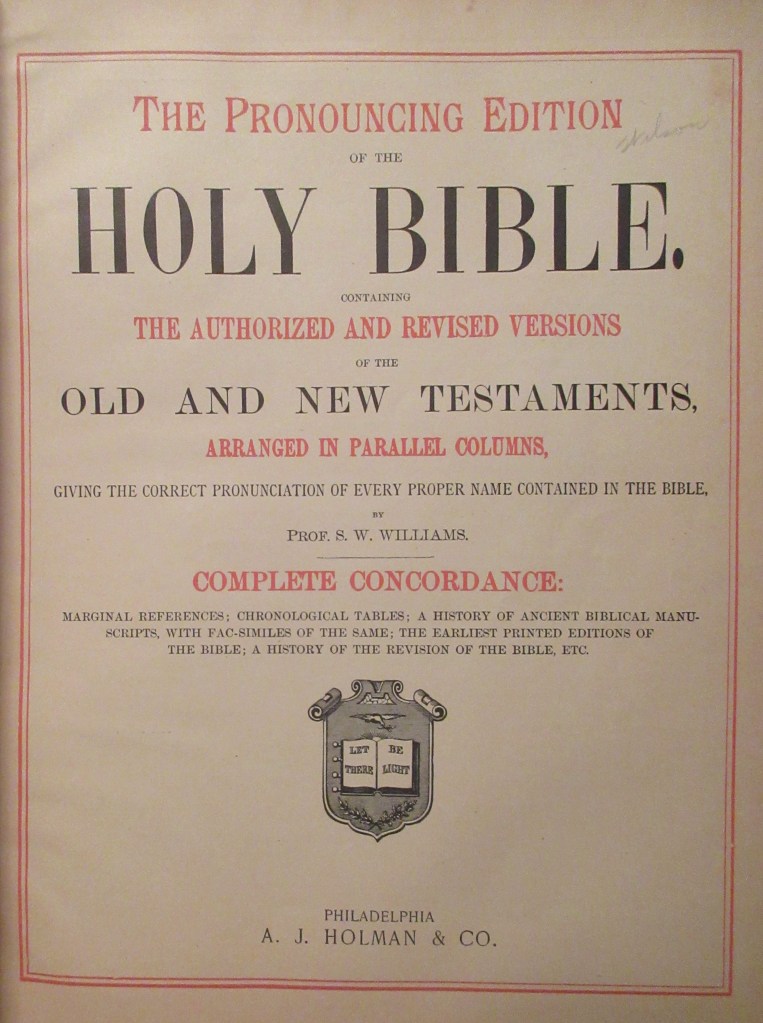 THE PRONOUNCING EDITION
OF THE
HOLY BIBLE.
CONTAINING
THE AUTHORIZED AND REVISED VERSIONS
OF THE
OLD AND NEW TESTAMENTS,
ARRANGED IN PARALLEL COLUMNS,
GIVING THE CORRECT PRONUNCIATION OF EVERY PROPER NAME CONTAINED IN THE BIBLE,
BY
PROF. S. W. WILLIAMS.
COMPLETE CONCORDANCE:
MARGINAL REFERENCES; CHRONOLOGICAL TABLES; A HISTORY OF ANCIENT BIBLICAL MANU-
SCRIPTS, WITH FAC-SIMILES OF THE SAME; THE EARLIEST PRINTED EDITIONS OF
THE BIBLE; A HISTORY OF THE REVISION OF THE BIBLE, ETC.
LET BE
THERE LIGHT
PHILADELPHIA
A. J. HOLMAN & CO.